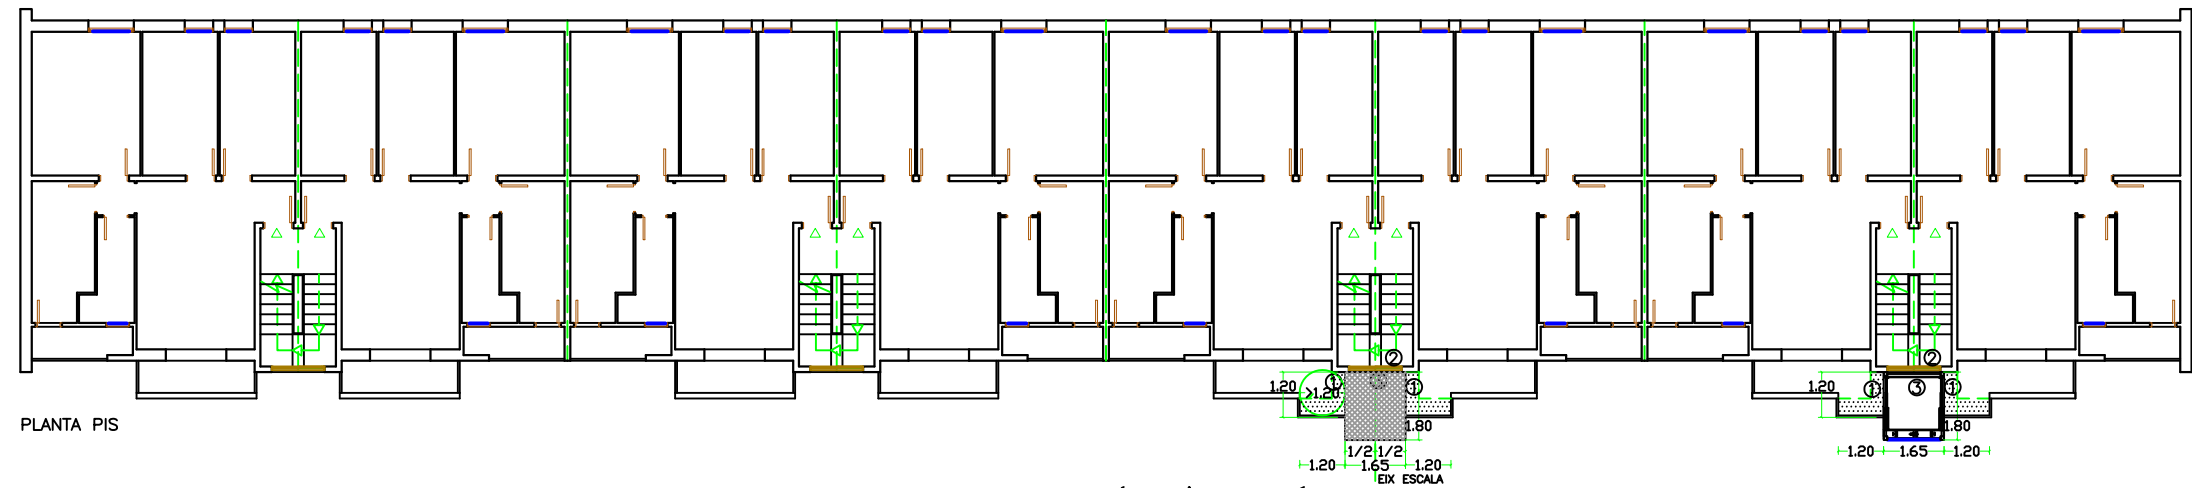 ② ②
1.20 ① >1.20 ① 1.20 ① ③ ①
PLANTA PIS
1.80 1.80
1/2 1/2
1.20 1.65 1.20 1.20 1.65 1.20
EIX ESCALA